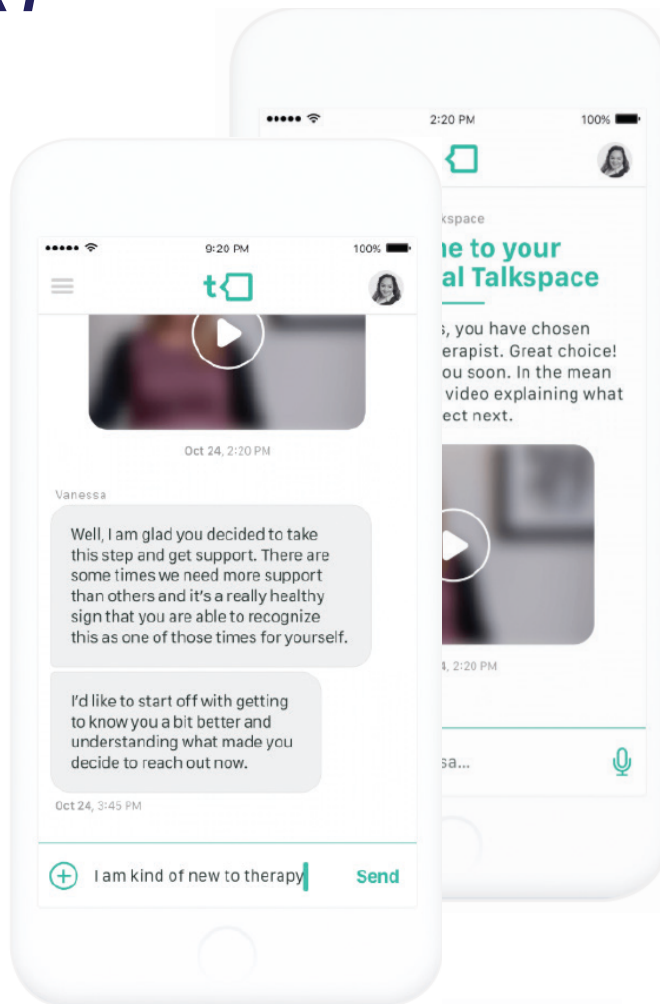 9:20 PM
100%
t
Oct 24, 2:20 PM
Vanessa
Well, I am glad you decided to take
this step and get support. There are
some times we need more support
than others and it's a really healthy
sign that you are able to recognize
this as one of those times for yourself.
I'd like to start off with getting
to know you a bit better and
understanding what made you
decide to reach out now.
Oct 24, 3:45 PM
I am kind of new to therapy
Send
2:20 PM
100%
kspace
e to your
al Talkspace
, you have chosen
erapist. Great choice!
ou soon. In the mean
video explaining what
ect next.
, 2:20 PM
sa...